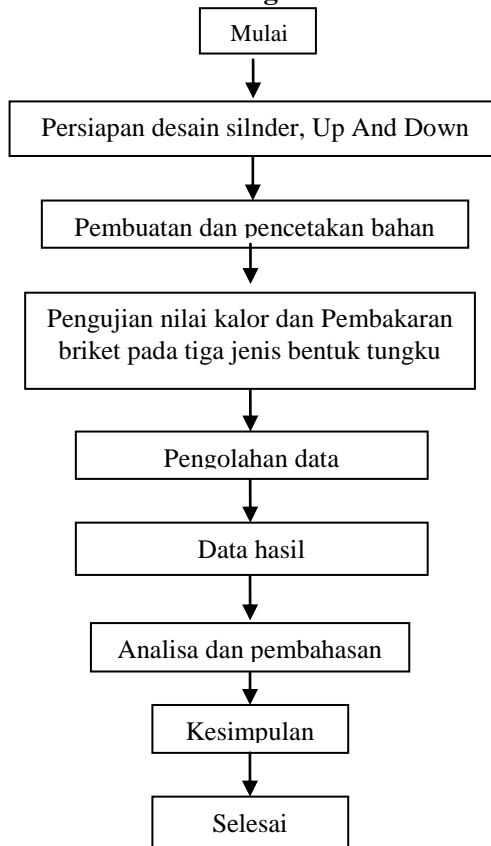 Mulai
Persiapan desain silnder, Up And Down
Pembuatan dan pencetakan bahan
Pengujian nilai kalor dan Pembakaran
briket pada tiga jenis bentuk tungku
Pengolahan data
Data hasil
Analisa dan pembahasan
Kesimpulan
Selesai